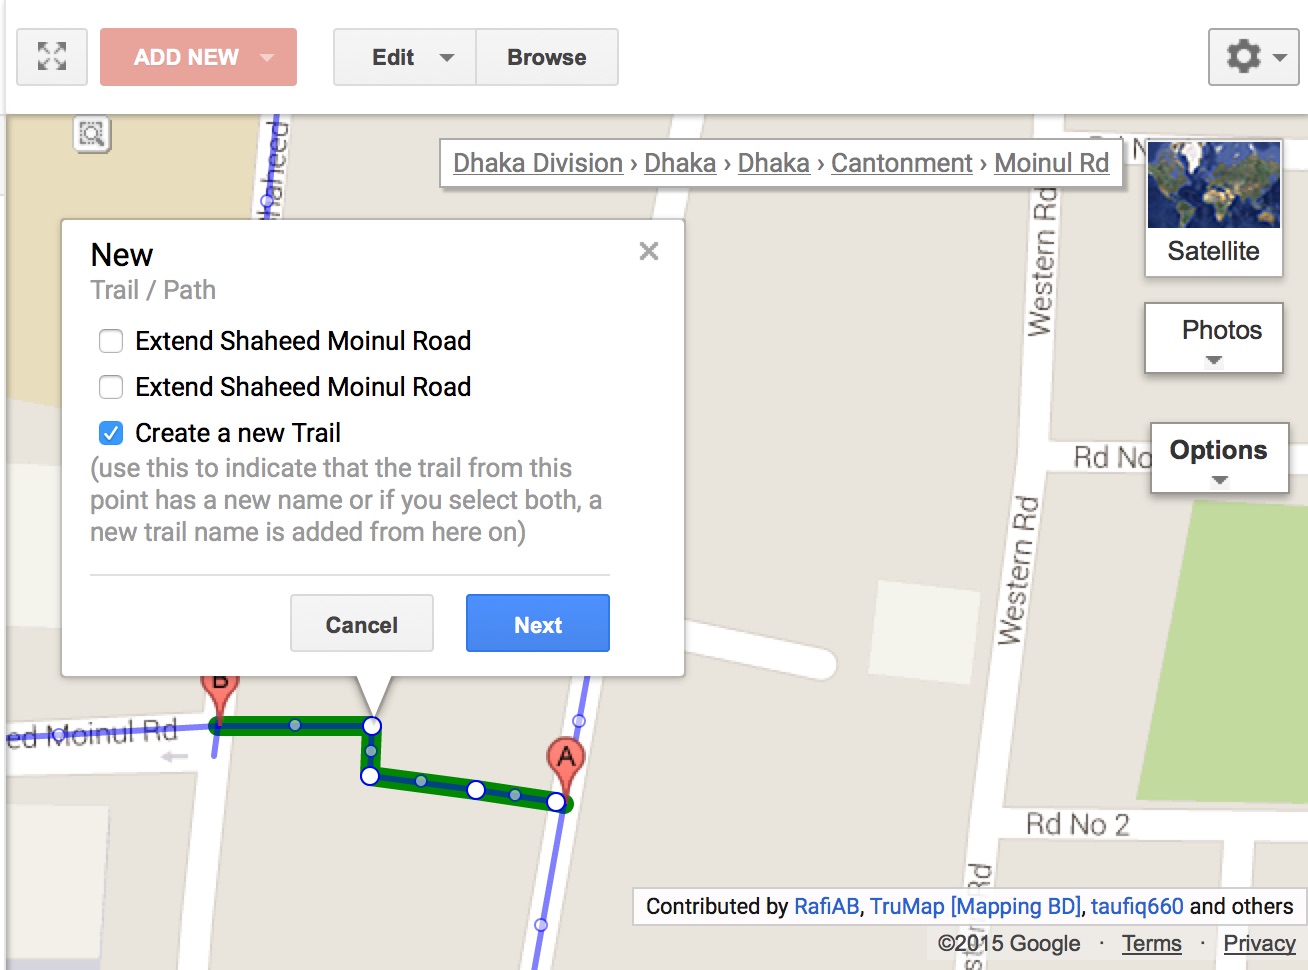 ADD NEW
Edit
Browse
Dhaka Division › Dhaka › Dhaka › Cantonment › Moinul Rd
Satellite
Photos
Options
New
Trail / Path
Extend Shaheed Moinul Road
Extend Shaheed Moinul Road
Create a new Trail
(use this to indicate that the trail from this
point has a new name or if you select both, a
new trail name is added from here on)
Cancel
Next
haheed
Western Rd
Rd No
Western Rd
B
ed Moinul Rd
A
Rd No 2
Rd
Contributed by RafiAB, TruMap [Mapping BD], taufiq660 and others
©2015 Google · Terms · Privacy